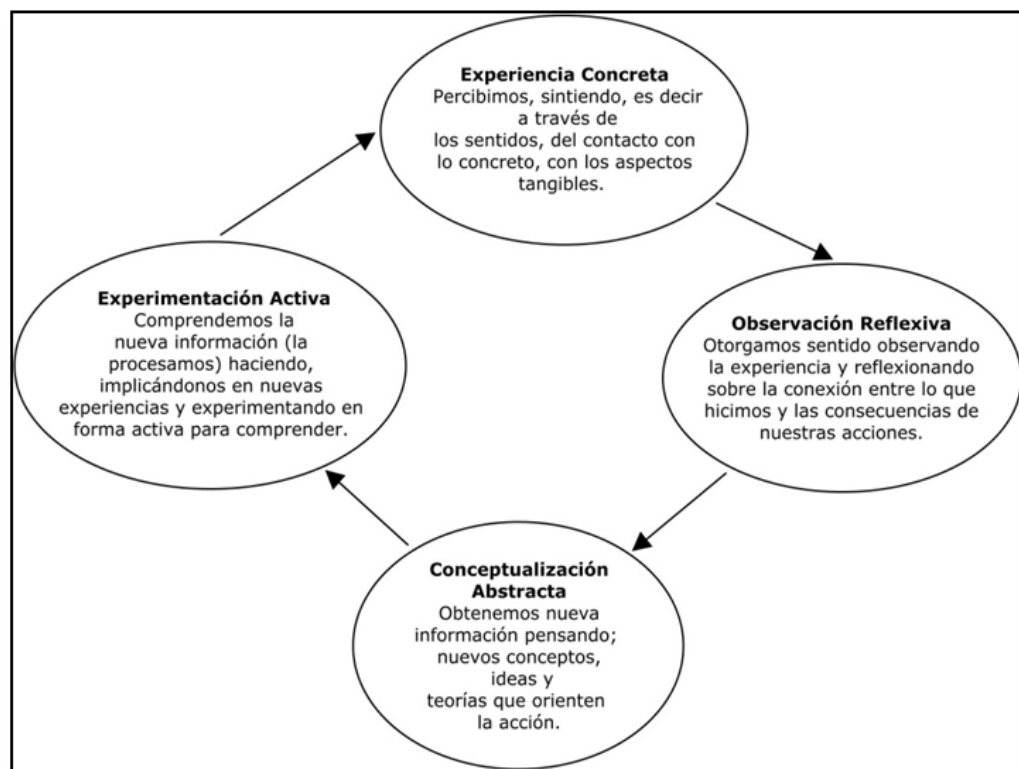 Experiencia Concreta
Percibimos, sintiendo, es decir
a través de
los sentidos, del contacto con
lo concreto, con los aspectos
tangibles.
Experimentación Activa
Comprendemos la
nueva información (la
procesamos) haciendo,
implicándonos en nuevas
experiencias y experimentando en
forma activa para comprender.
Observación Reflexiva
Otorgamos sentido observando
la experiencia y reflexionando
sobre la conexión entre lo que
hicimos y las consecuencias de
nuestras acciones.
Conceptualización
Abstracta
Obtenemos nueva
información pensando;
nuevos conceptos,
ideas y
teorías que orienten
la acción.